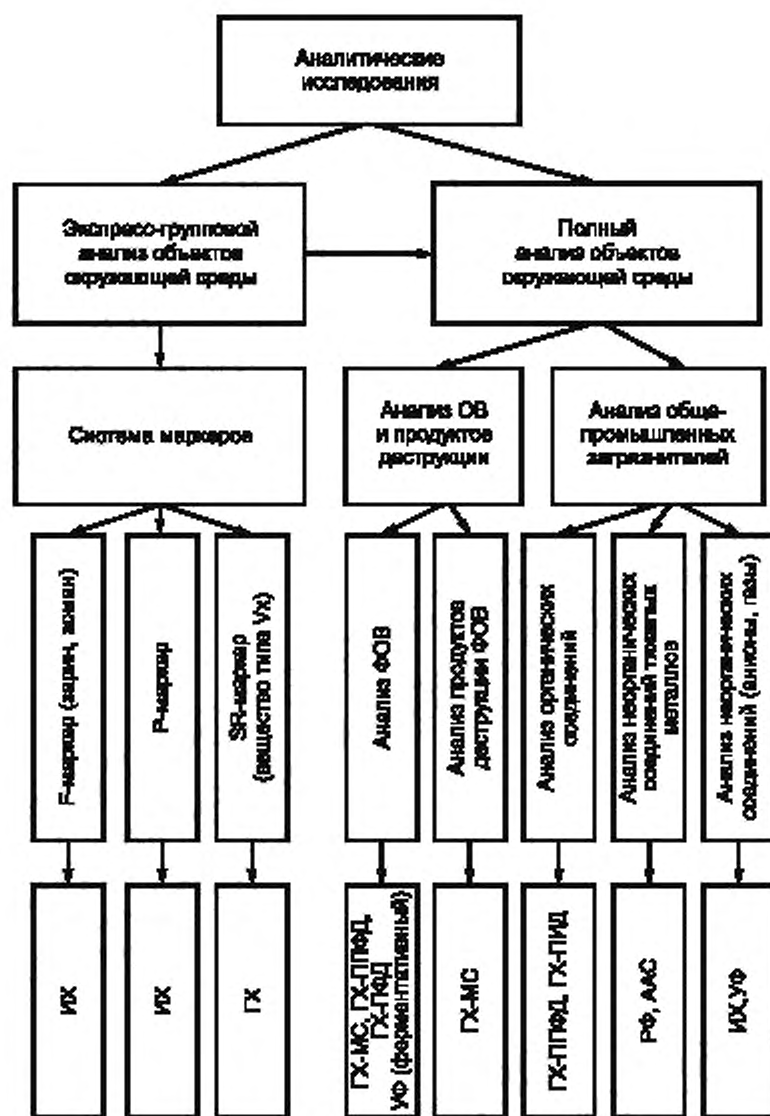 Аналитические
исследования
Экспресс-групповой
анализ объектов
окружающей среды
Полный
анализ объектов
окружающей среды
Система маркеров
Анализ ОВ
и продуктов
деструкции
Анализ обще-
промышленных
загрязнителей
F-маркер (зарин, зоман)
P-маркер
SR-маркер
(вещество типа Vx)
Анализ ФОВ
Анализ продуктов
деструкции ФОВ
Анализ органических
соединений
Анализ неорганических
соединений тяжелых
металлов
Анализ неорганических
соединений (анионы, газы)
ИХ
ИХ
ГХ
ГХ-МС, ГХ-ППФД,
ГХ-ПФД
УФ (ферментативный)
ГХ-МС
ГХ-ППФД, ГХ-ПИД
РФ, ААС
ИХ,УФ